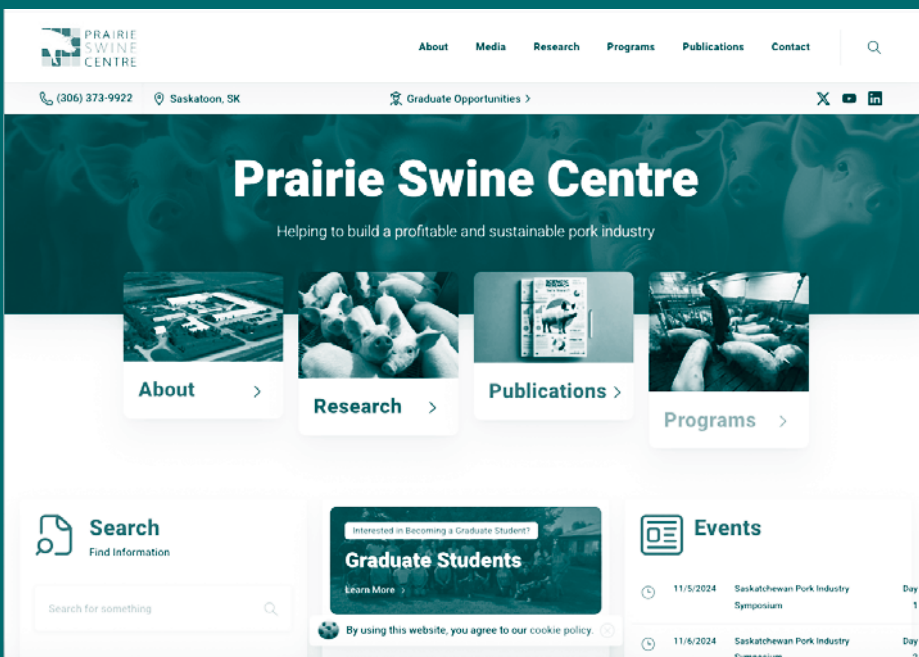 PRAIRIE
SWINE
CENTRE
About Media Research Programs Publications Contact
(306) 373-9922 Saskatoon, SK Graduate Opportunities
Prairie Swine Centre
Helping to build a profitable and sustainable pork industry
About
Research
Publications
Programs
Search
Find Information
Search for something
Interested in Becoming a Graduate Student?
Graduate Students
Learn More
By using this website, you agree to our cookie policy.
Events
11/5/2024 Saskatchewan Pork Industry Day
Symposium 1
11/6/2024 Saskatchewan Pork Industry Day